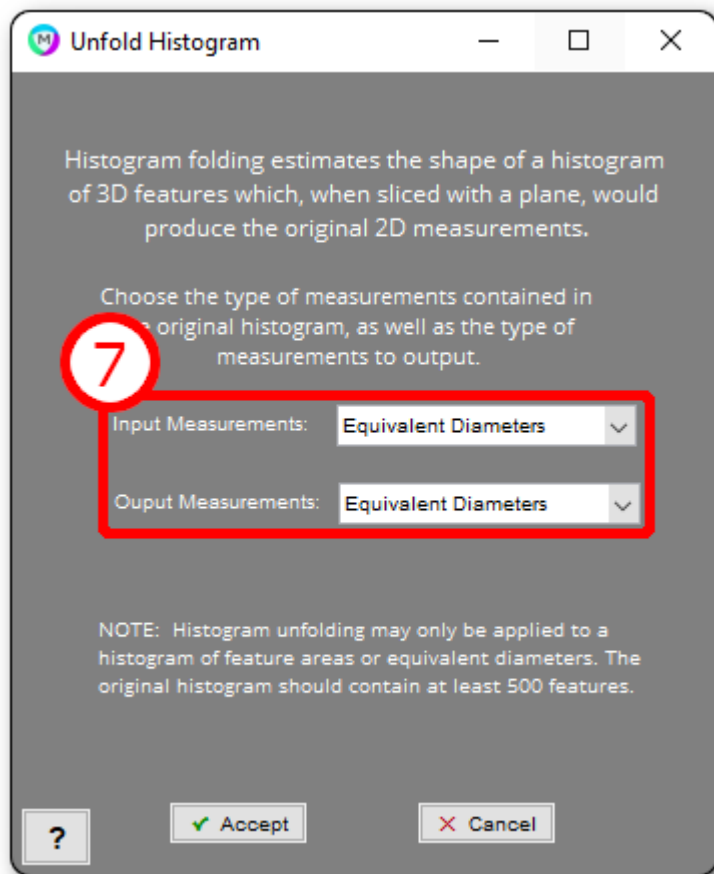 Unfold Histogram
Histogram folding estimates the shape of a histogram
of 3D features which, when sliced with a plane, would
produce the original 2D measurements.
Choose the type of measurements contained in
e original histogram, as well as the type of
measurements to output.
7
Input Measurements: Equivalent Diameters
Ouput Measurements: Equivalent Diameters
NOTE: Histogram unfolding may only be applied to a
histogram of feature areas or equivalent diameters. The
original histogram should contain at least 500 features.
? Accept Cancel